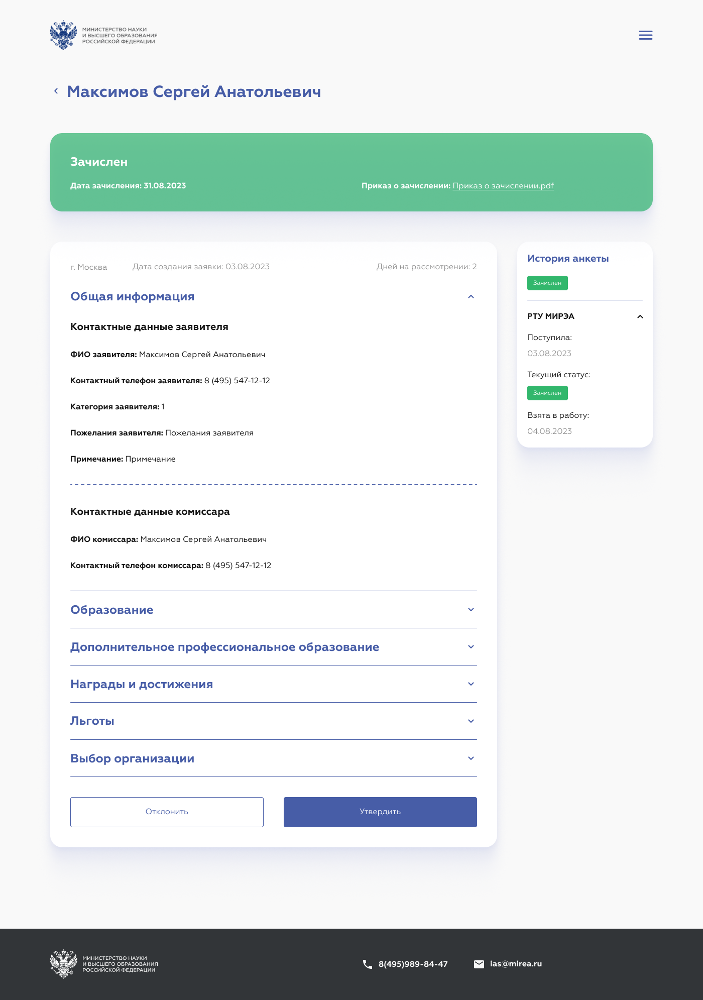 МИНИСТЕРСТВО НАУКИ
И ВЫСШЕГО ОБРАЗОВАНИЯ
РОССИЙСКОЙ ФЕДЕРАЦИИ
Максимов Сергей Анатольевич
Зачислен
Дата зачисления: 31.08.2023
Приказ о зачислении: Приказ о зачислении.pdf
г. Москва
Дата создания заявки: 03.08.2023
Дней на рассмотрении: 2
Общая информация
Контактные данные заявителя
ФИО заявителя: Максимов Сергей Анатольевич
Контактный телефон заявителя: 8 (495) 547-12-12
Категория заявителя: 1
Пожелания заявителя: Пожелания заявителя
Примечание: Примечание
Контактные данные комиссара
ФИО комиссара: Максимов Сергей Анатольевич
Контактный телефон комиссара: 8 (495) 547-12-12
Образование
Дополнительное профессиональное образование
Награды и достижения
Льготы
Выбор организации
Отклонить
Утвердить
История анкеты
Зачислен
РТУ МИРЭА
Поступила:
03.08.2023
Текущий статус:
Зачислен
Взята в работу:
04.08.2023
МИНИСТЕРСТВО НАУКИ
И ВЫСШЕГО ОБРАЗОВАНИЯ
РОССИЙСКОЙ ФЕДЕРАЦИИ
8(495)989-84-47
ias@mirea.ru